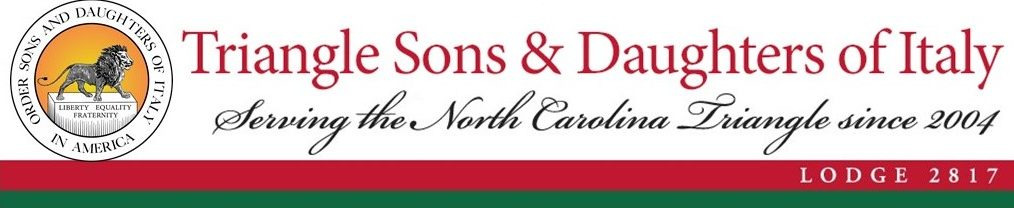 ORDER SONS AND DAUGHTERS OF ITALY
IN AMERICA
LIBERTY EQUALITY
FRATERNITY
Triangle Sons & Daughters of Italy
Serving the North Carolina Triangle since 2004
LODGE 2817